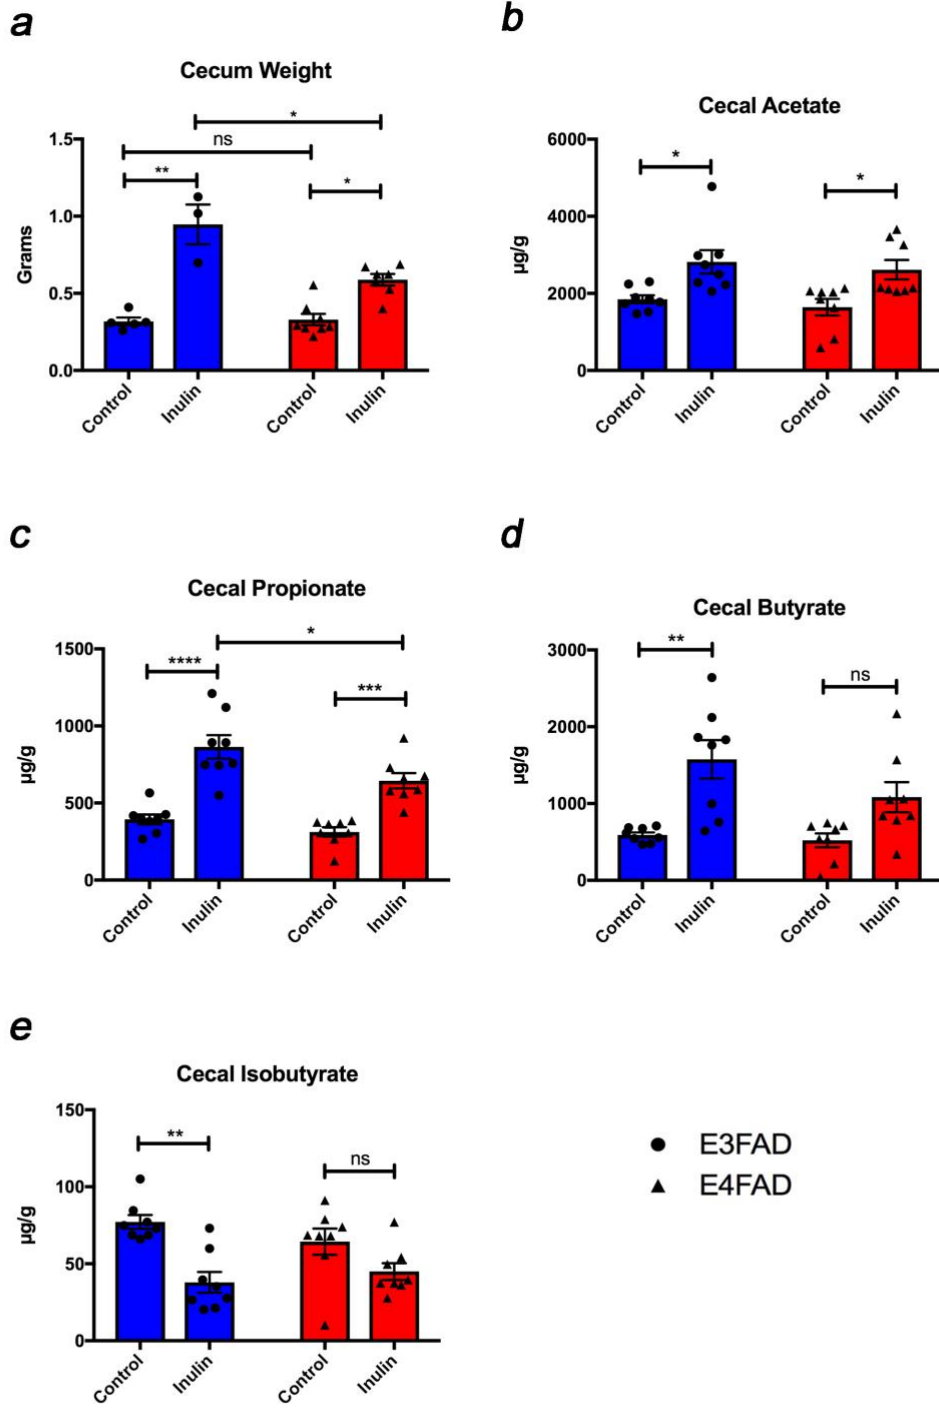 a
Cecum Weight
*
ns
**
*
1.5
1.0
0.5
0.0
Grams
Control
Inulin
Control
Inulin
b
Cecal Acetate
*
*
6000
4000
2000
0
µg/g
Control
Inulin
Control
Inulin
c
Cecal Propionate
*
****
***
1500
1000
500
0
µg/g
Control
Inulin
Control
Inulin
d
Cecal Butyrate
**
ns
3000
2000
1000
0
µg/g
Control
Inulin
Control
Inulin
e
Cecal Isobutyrate
**
ns
150
100
50
0
µg/g
Control
Inulin
Control
Inulin
E3FAD
E4FAD